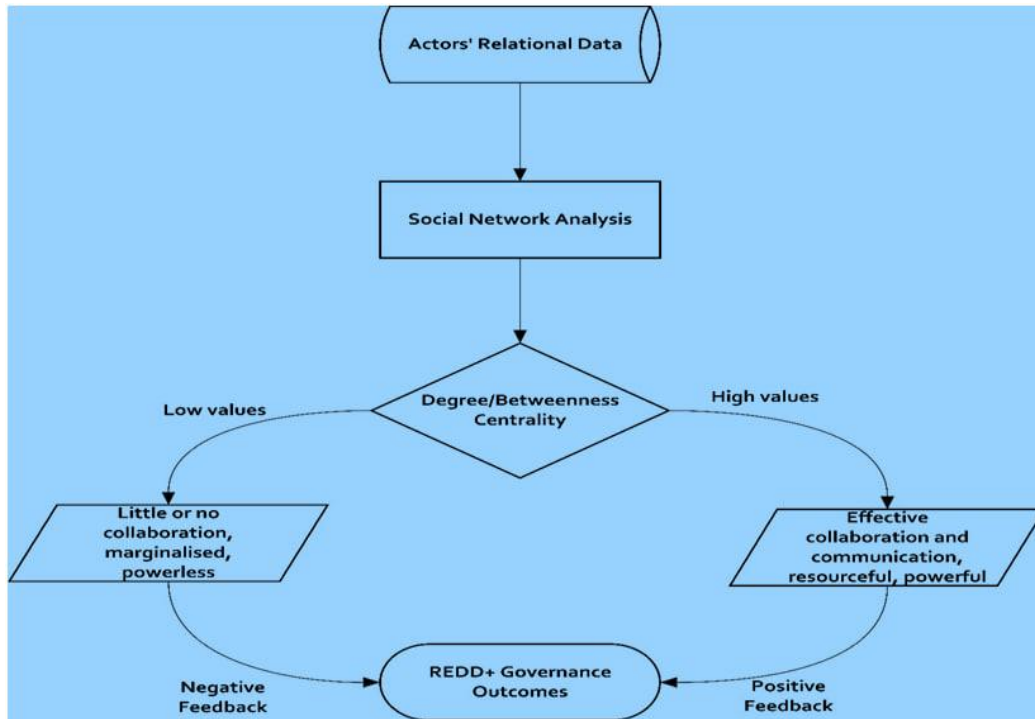 Actors' Relational Data
Social Network Analysis
Degree/Betweenness
Centrality
Low values
High values
Little or no
collaboration,
marginalised,
powerless
Effective
collaboration and
communication,
resourceful, powerful
REDD+ Governance
Outcomes
Negative
Feedback
Positive
Feedback